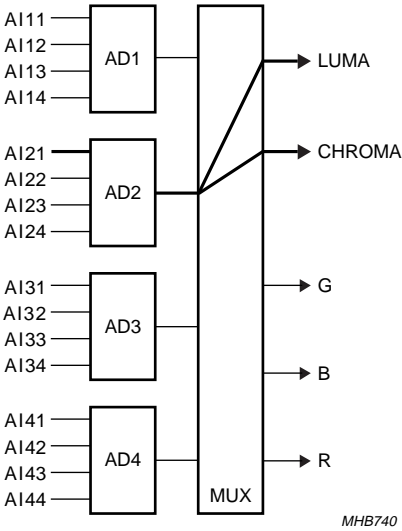 AI11
AI12
AI13
AI14
AD1
AI21
AI22
AI23
AI24
AD2
AI31
AI32
AI33
AI34
AD3
AI41
AI42
AI43
AI44
AD4
MUX
LUMA
CHROMA
G
B
R
MHB740